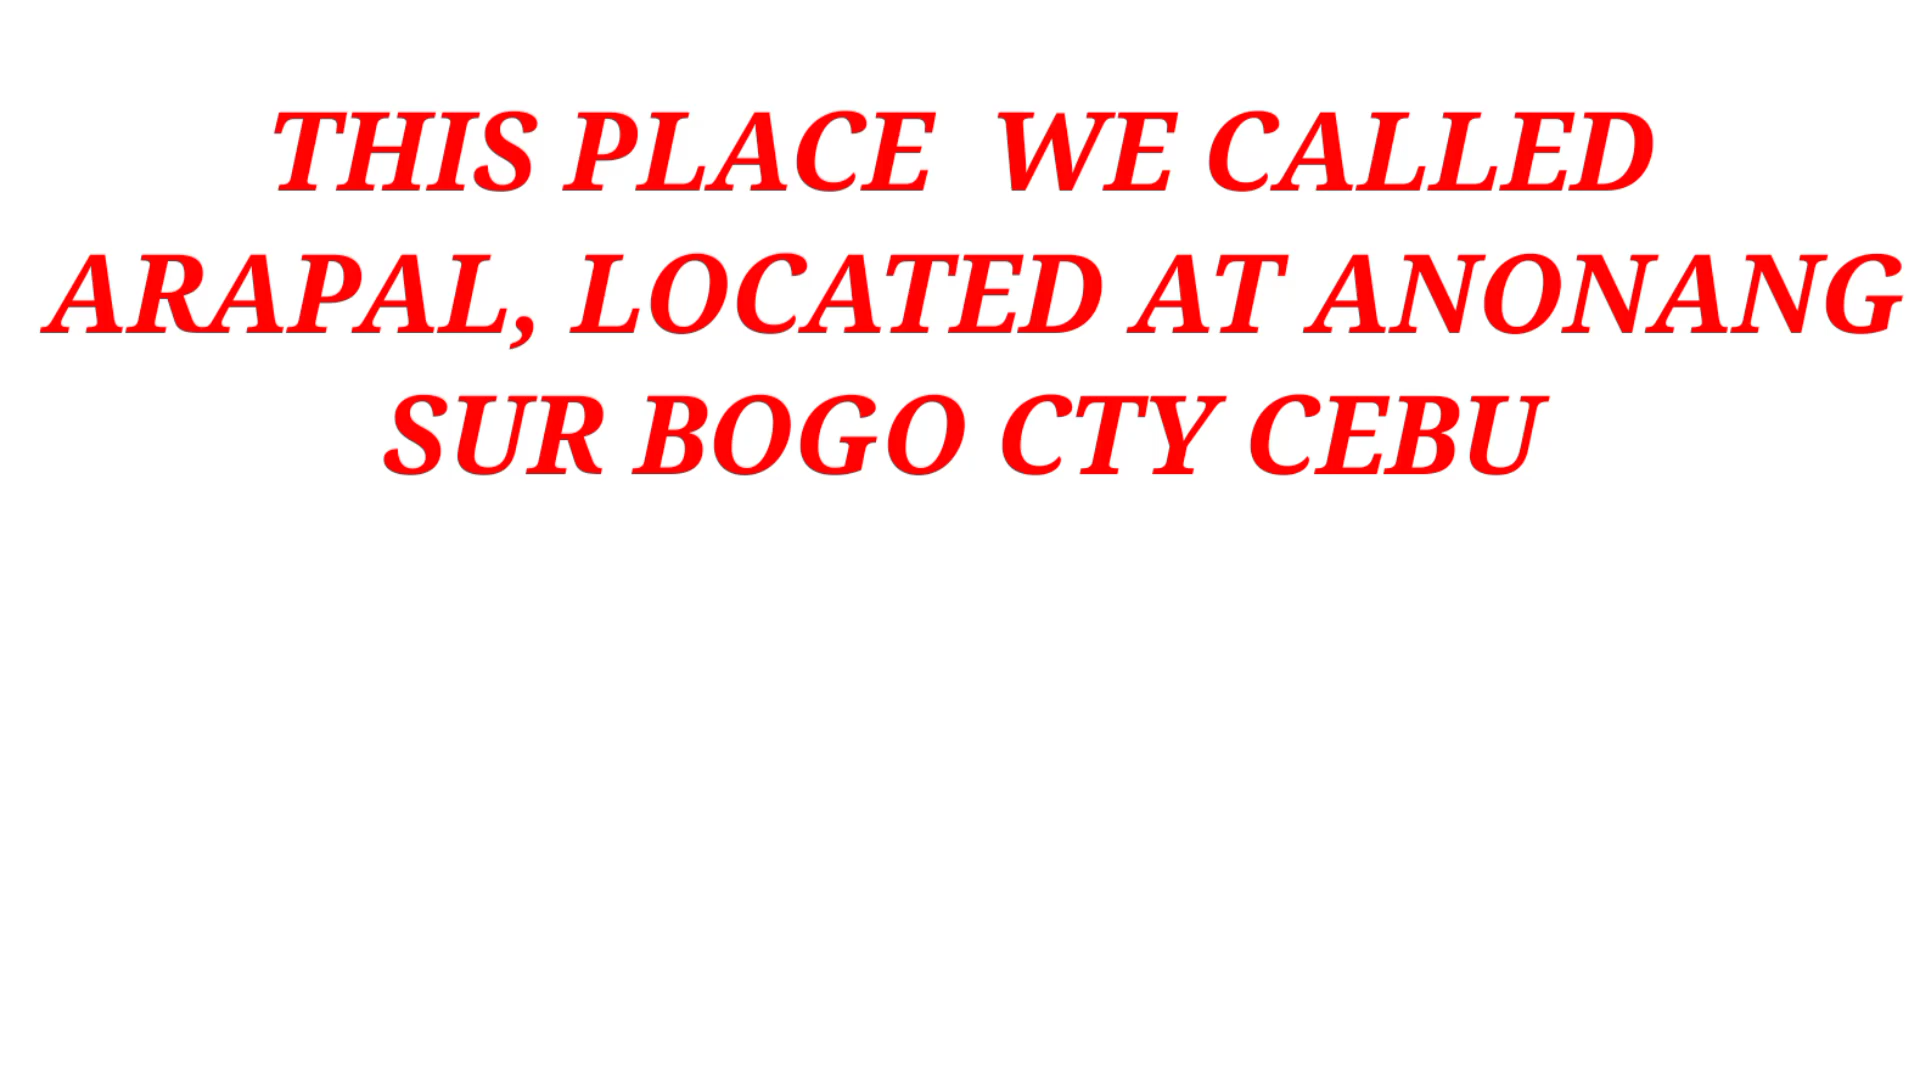 THIS PLACE  WE CALLED
ARAPAL, LOCATED AT ANONANG
SUR BOGO CTY CEBU